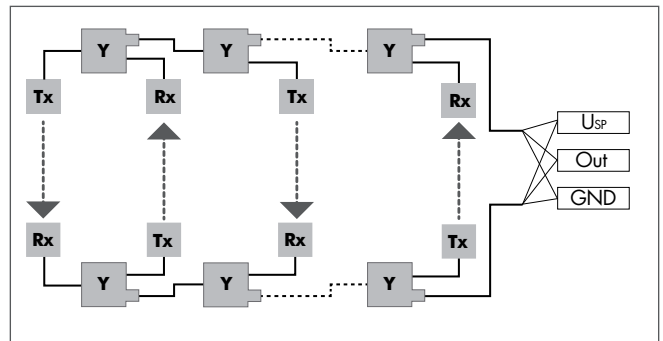 Y Y Y
Tx Rx Tx Rx
USP
Out
GND
Rx Tx Rx Tx
Y Y Y